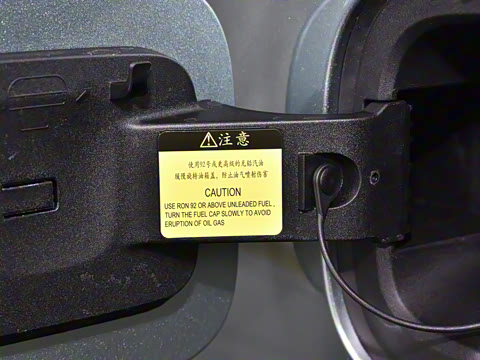 注意
使用92号或更高级的无铅汽油
缓慢旋转油箱盖，防止油气喷射伤害
CAUTION
USE RON 92 OR ABOVE UNLEADED FUEL ,
TURN THE FUEL CAP SLOWLY TO AVOID
ERUPTION OF OIL GAS